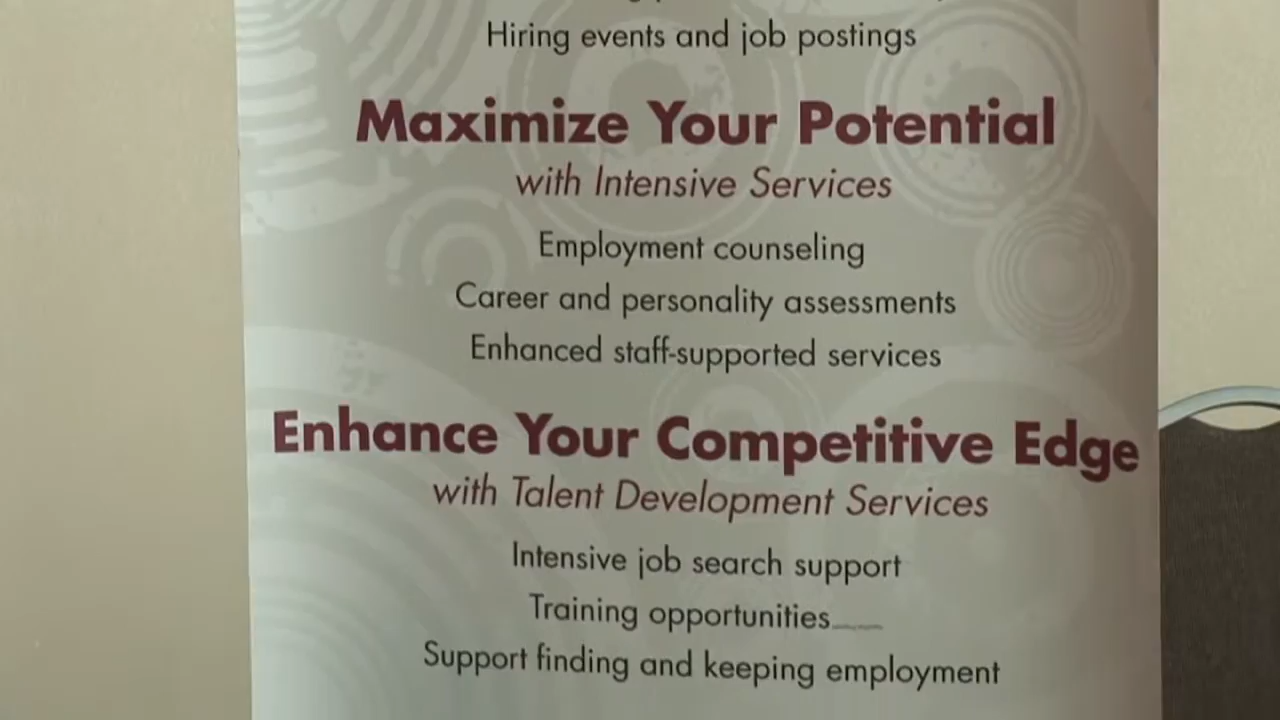 Hiring events and job postings
Maximize Your Potential
with Intensive Services
Employment counseling
Career and personality assessments
Enhanced staff-supported services
Enhance Your Competitive Edge
with Talent Development Services
Intensive job search support
Training opportunities
Support finding and keeping employment